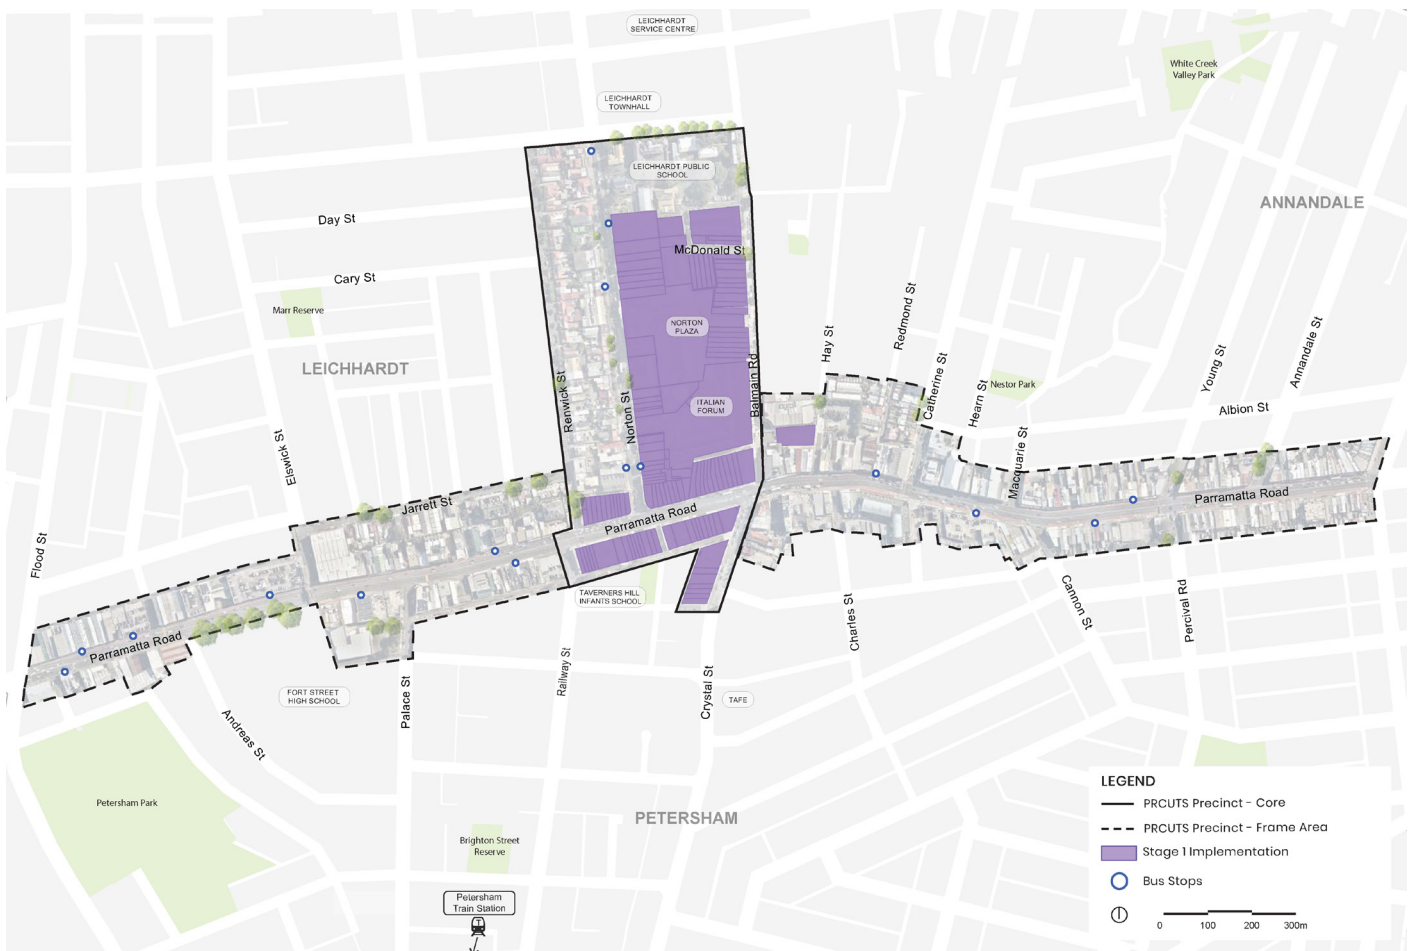 LEICHHARDT
SERVICE CENTRE
White Creek
Valley Park
LEICHHARDT
TOWNHALL
LEICHHARDT PUBLIC
SCHOOL
ANNANDALE
Day St
McDonald St
Cary St
Marr Reserve
NORTON
PLAZA
LEICHHARDT
Hay St
Redmond St
Catherine St
Hearn St
Nestor Park
Young St
Annandale St
Albion St
Renwick St
Norton St
Balmain Rd
ITALIAN
FORUM
Elswick St
Macquarie St
Jarrett St
Parramatta Road
Parramatta Road
Flood St
TAVERNERS HILL
INFANTS SCHOOL
Parramatta Road
Charles St
Cannon St
Percival Rd
FORT STREET
HIGH SCHOOL
Andreas St
Palace St
Railway St
Crystal St
TAFE
Petersham Park
PETERSHAM
Brighton Street
Reserve
Petersham
Train Station
LEGEND
PRCUTS Precinct - Core
PRCUTS Precinct - Frame Area
Stage 1 Implementation
Bus Stops
0 100 200 300m